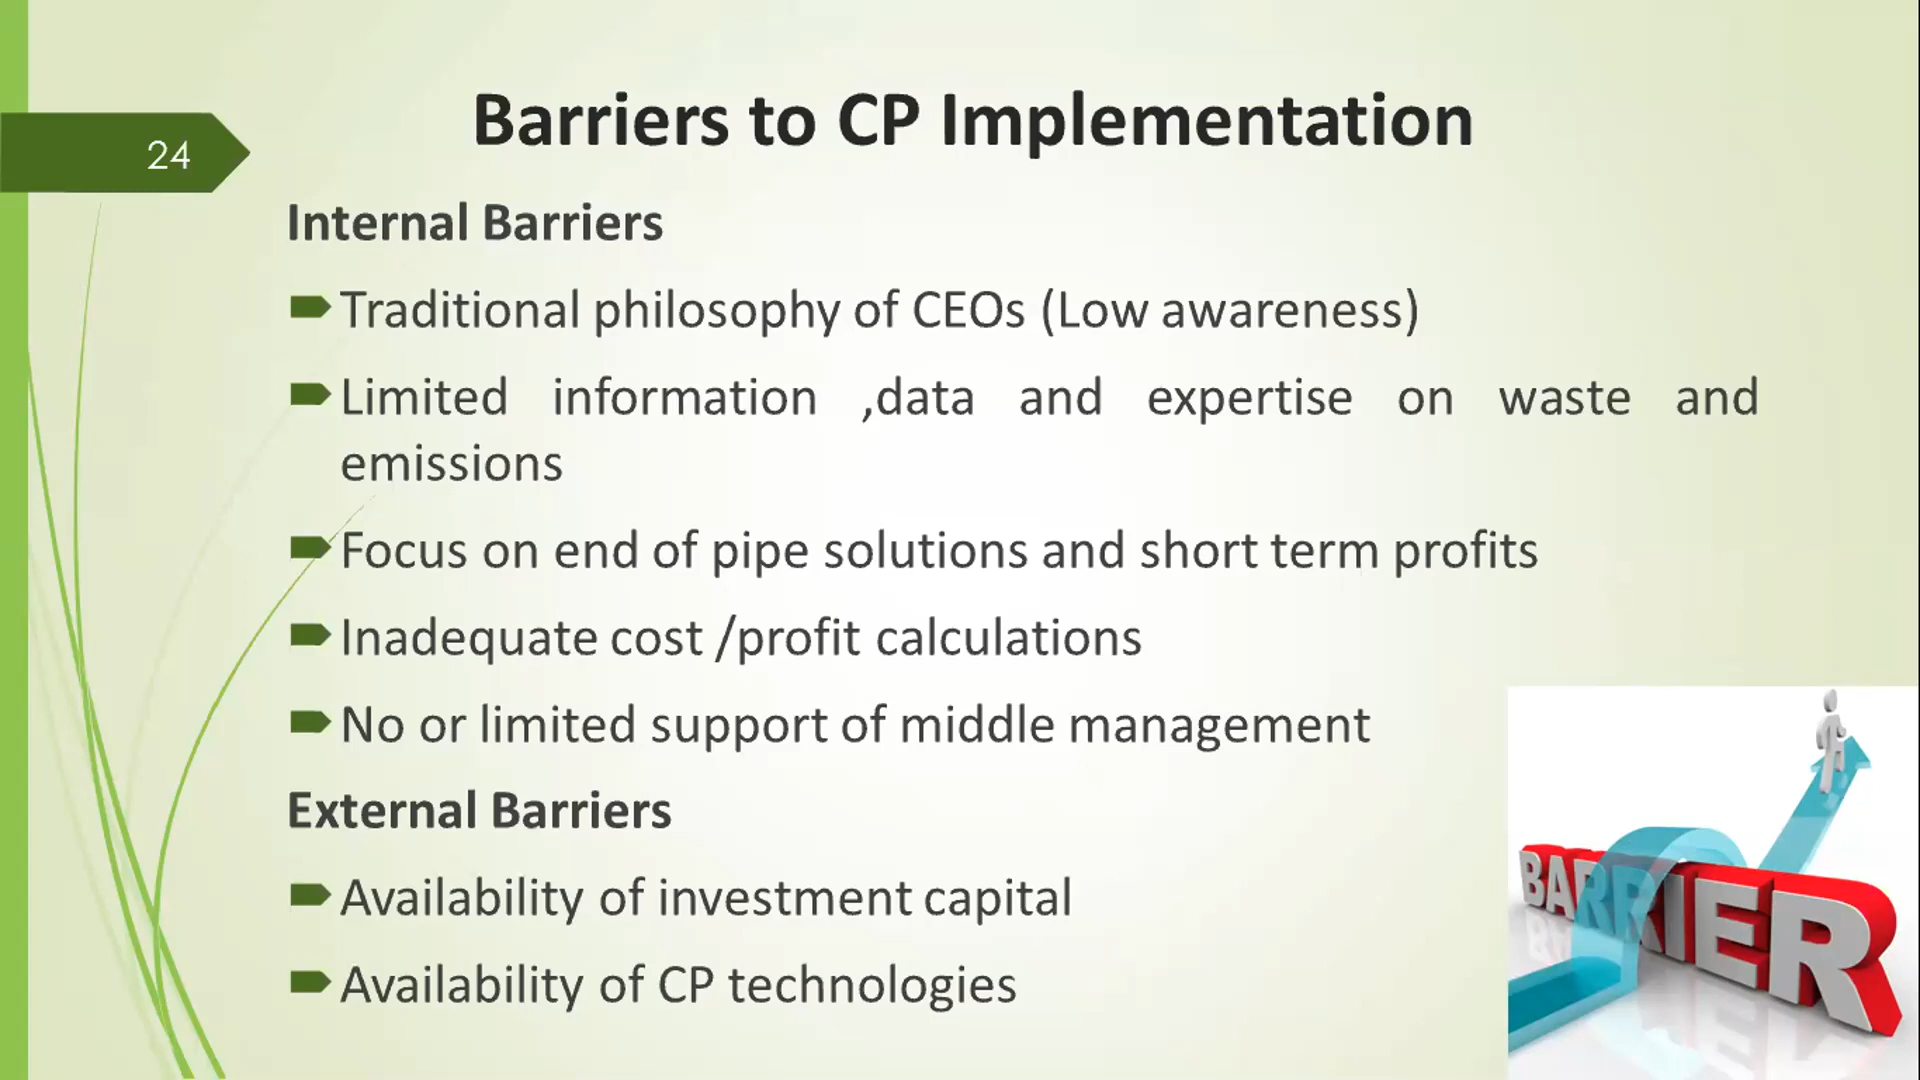 24
Barriers to CP Implementation
Internal Barriers
Traditional philosophy of CEOs (Low awareness)
Limited information ,data and expertise on waste and
emissions
Focus on end of pipe solutions and short term profits
Inadequate cost /profit calculations
No or limited support of middle management
External Barriers
Availability of investment capital
Availability of CP technologies
BARRIER